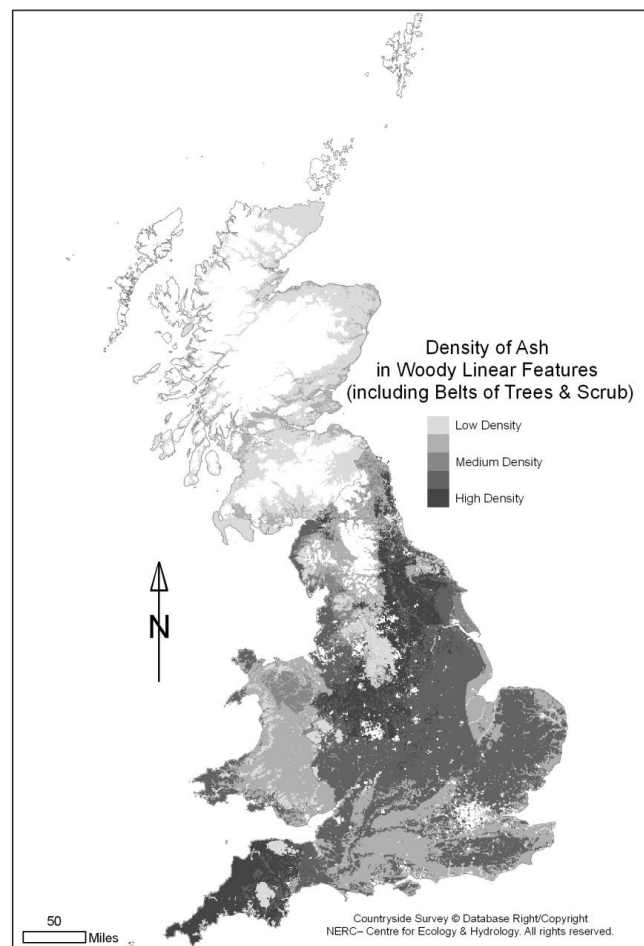 Density of Ash
in Woody Linear Features
(including Belts of Trees & Scrub)
Low Density
Medium Density
High Density
N
50
Miles
Countryside Survey © Database Right/Copyright
NERC– Centre for Ecology & Hydrology. All rights reserved.